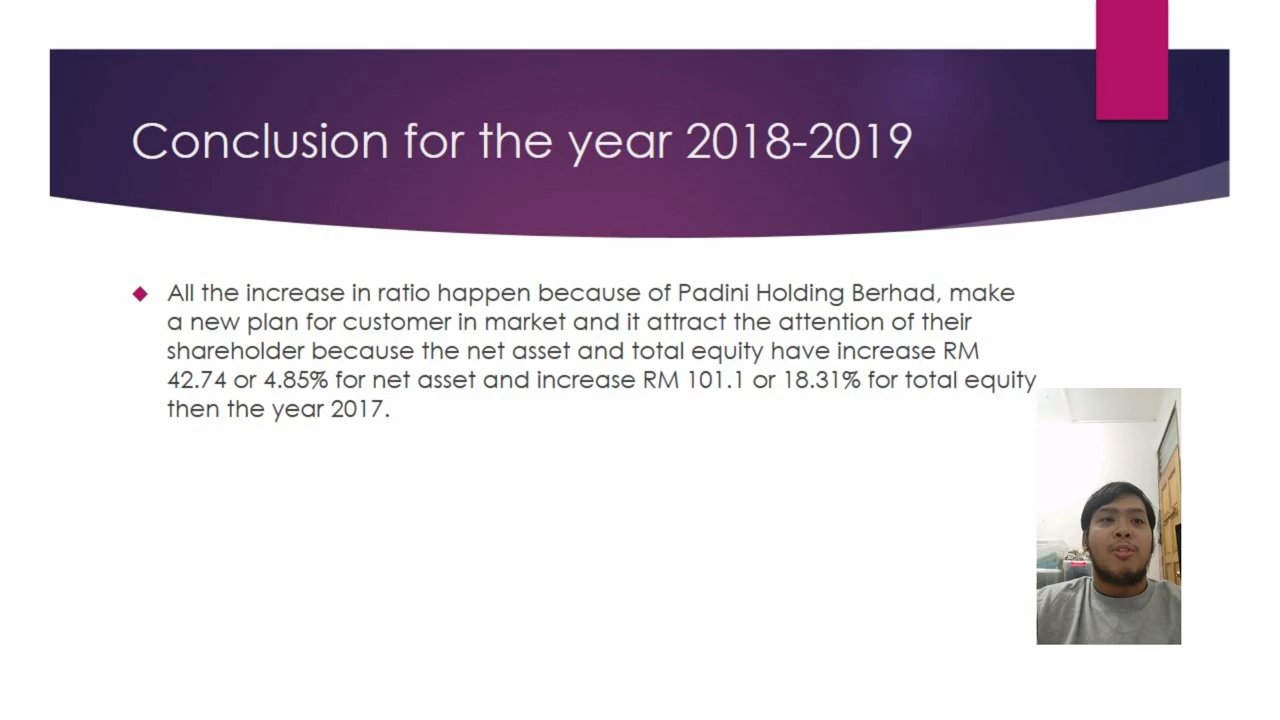 Conclusion for the year 2018-2019
All the increase in ratio happen because of Padini Holding Berhad, make
a new plan for customer in market and it attract the attention of their
shareholder because the net asset and total equity have increase RM
42.74 or 4.85% for net asset and increase RM 101.1 or 18.31% for total equity
then the year 2017.